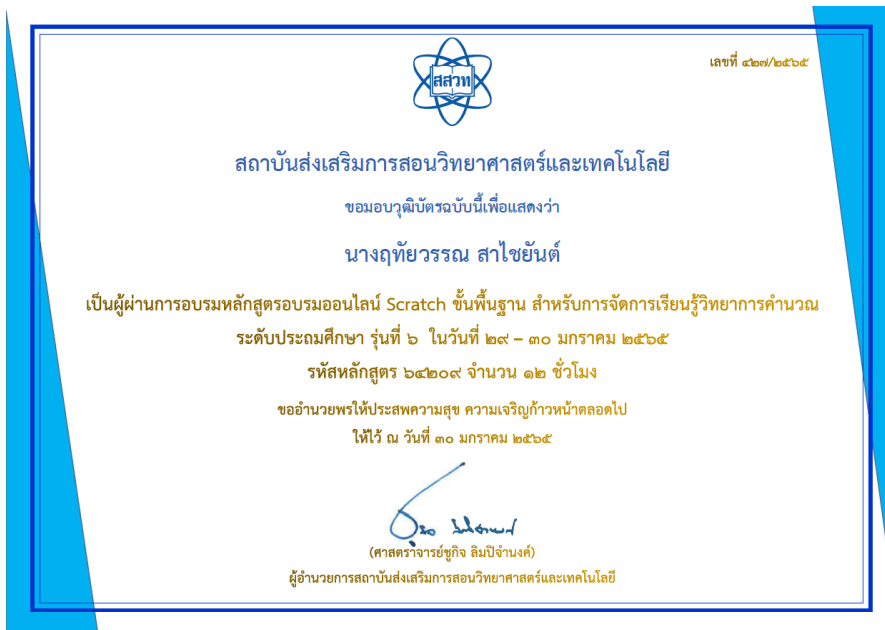 เลขที่ ๔๒๗/๒๕๖๕
สสวท
สถาบันส่งเสริมการสอนวิทยาศาสตร์และเทคโนโลยี
ขอมอบวุฒิบัตรฉบับนี้เพื่อแสดงว่า
นางฤทัยวรรณ สาไชยันต์
เป็นผู้ผ่านการอบรมหลักสูตรอบรมออนไลน์ Scratch ขั้นพื้นฐาน สำหรับการจัดการเรียนรู้วิทยาการคำนวณ
ระดับประถมศึกษา รุ่นที่ ๖ ในวันที่ ๒๙ – ๓๐ มกราคม ๒๕๖๕
รหัสหลักสูตร ๖๔๒๐๙ จำนวน ๑๒ ชั่วโมง
ขออำนวยพรให้ประสพความสุข ความเจริญก้าวหน้าตลอดไป
ให้ไว้ ณ วันที่ ๓๐ มกราคม ๒๕๖๕
(ศาสตราจารย์ชูกิจ ลิมปิจำนงค์)
ผู้อำนวยการสถาบันส่งเสริมการสอนวิทยาศาสตร์และเทคโนโลยี